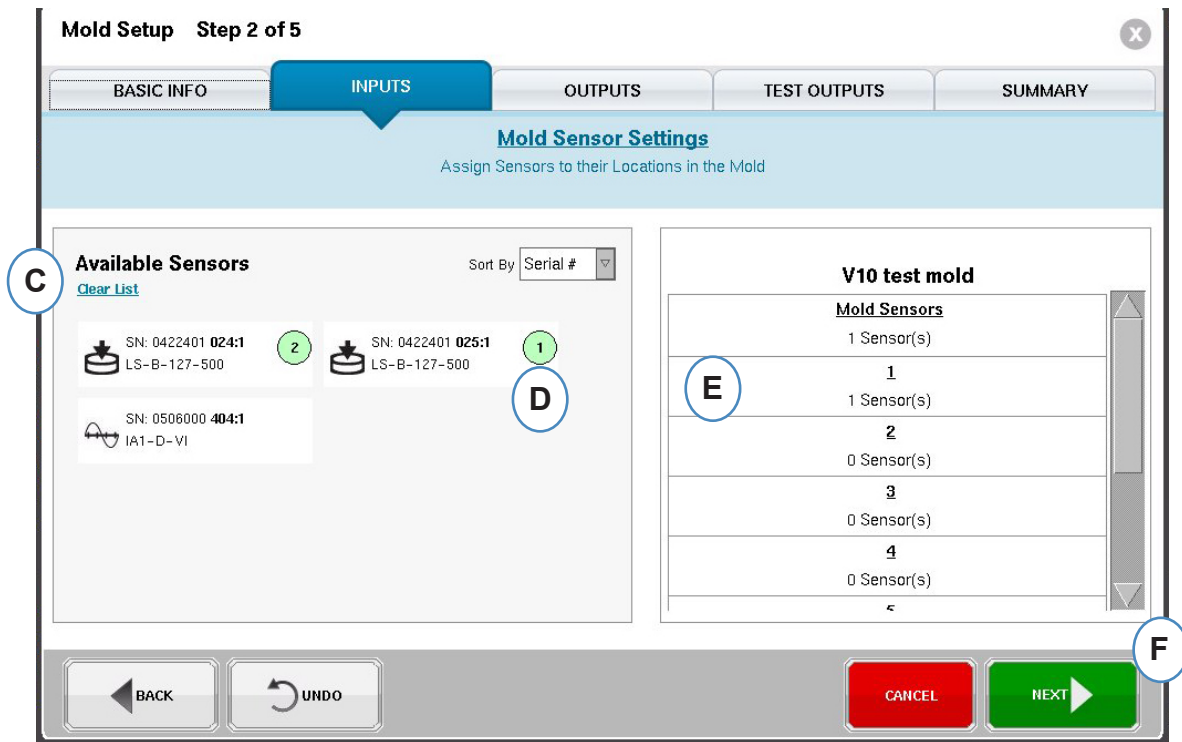 Mold Setup Step 2 of 5
X
BASIC INFO
INPUTS
OUTPUTS
TEST OUTPUTS
SUMMARY
Mold Sensor Settings
Assign Sensors to their Locations in the Mold
C
Available Sensors
Clear List
Sort By Serial #
SN: 0422401 024:1
LS-B-127-500
2
SN: 0422401 025:1
LS-B-127-500
1
D
SN: 0506000 404:1
IA1-D-VI
V10 test mold
Mold Sensors
1 Sensor(s)
E
1
1 Sensor(s)
2
0 Sensor(s)
3
0 Sensor(s)
4
0 Sensor(s)
F
BACK
UNDO
CANCEL
NEXT